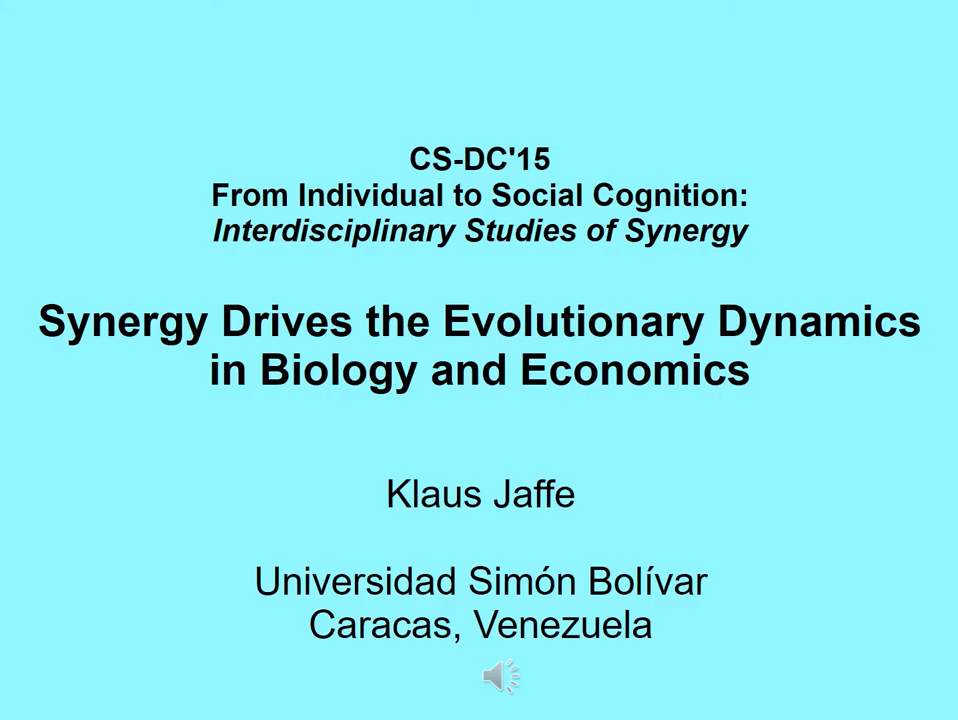 CS-DC'15
From Individual to Social Cognition:
Interdisciplinary Studies of Synergy
Synergy Drives the Evolutionary Dynamics
in Biology and Economics
Klaus Jaffe
Universidad Simón Bolívar
Caracas, Venezuela